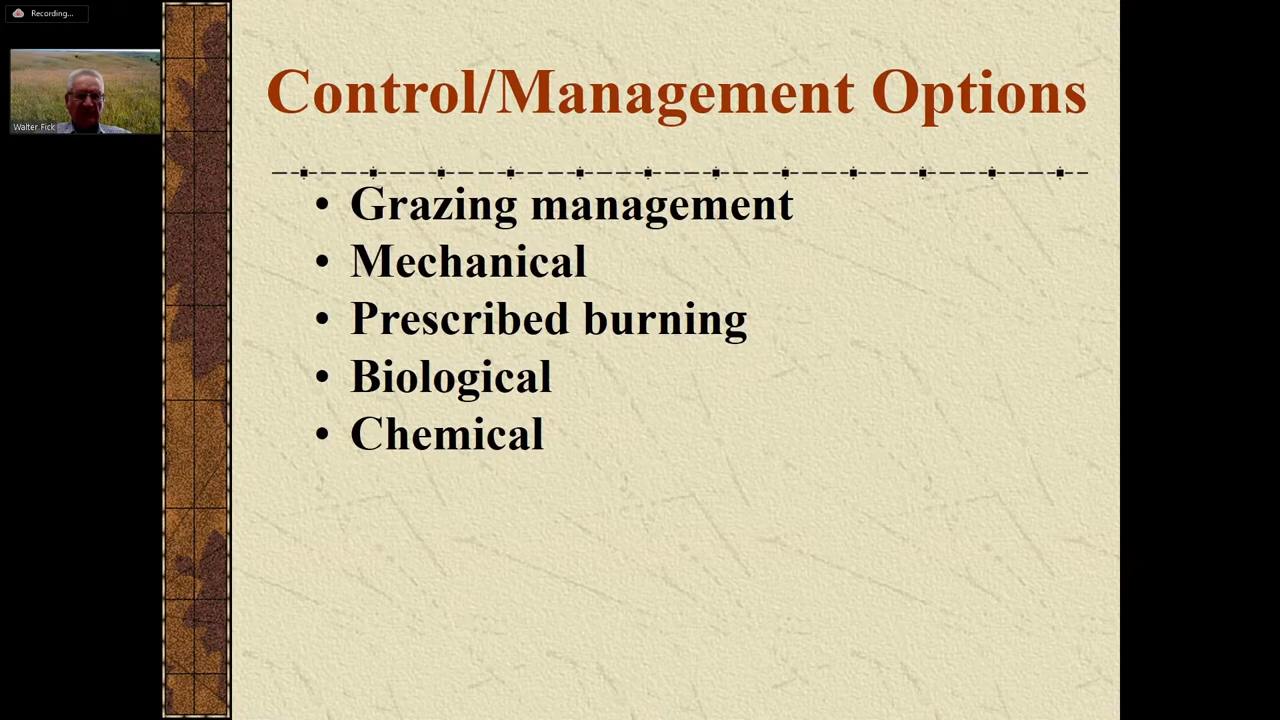 Recording...
Walter Fick
Control/Management Options
• Grazing management
• Mechanical
• Prescribed burning
• Biological
• Chemical